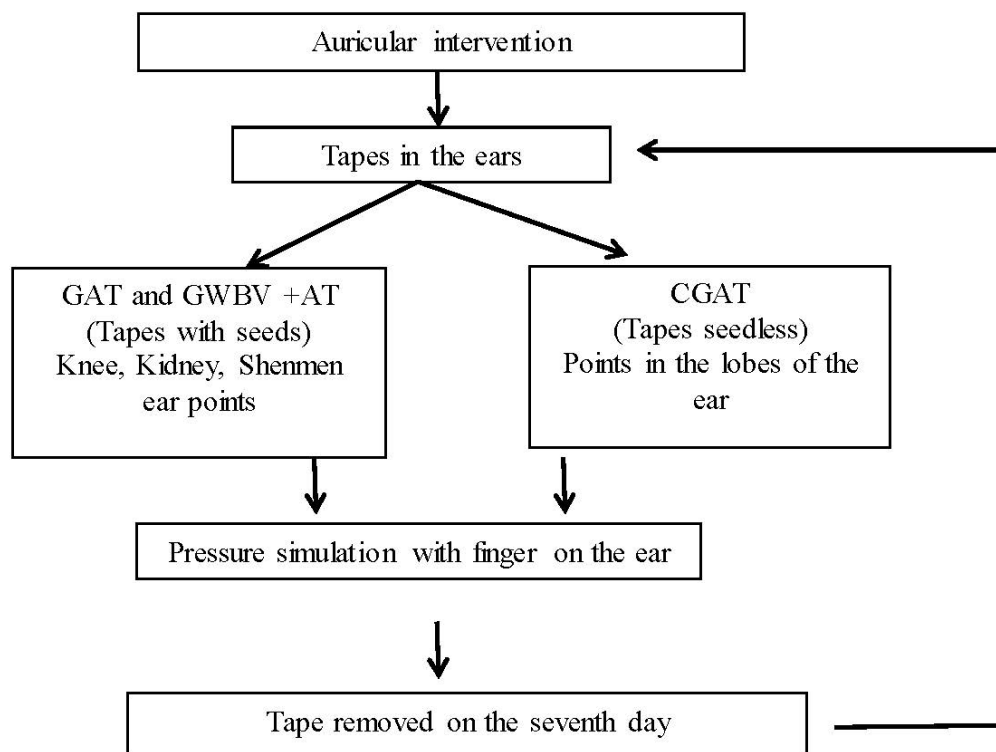 Auricular intervention
Tapes in the ears
GAT and GWBV +AT
(Tapes with seeds)
Knee, Kidney, Shenmen
ear points
CGAT
(Tapes seedless)
Points in the lobes of the
ear
Pressure simulation with finger on the ear
Tape removed on the seventh day